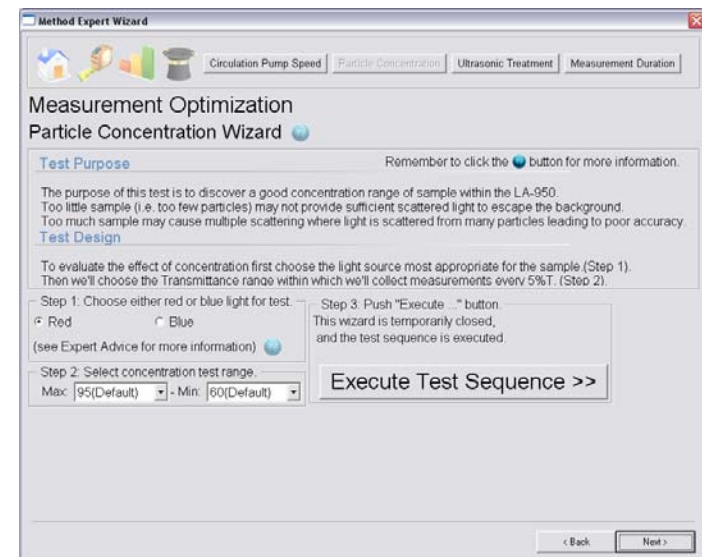 Method Expert Wizard
Circulation Pump Speed
Particle Concentration
Ultrasonic Treatment
Measurement Duration
Measurement Optimization
Particle Concentration Wizard
Test Purpose
Remember to click the button for more information.
The purpose of this test is to discover a good concentration range of sample within the LA-950.
Too little sample (i.e. too few particles) may not provide sufficient scattered light to escape the background.
Too much sample may cause multiple scattering where light is scattered from many particles leading to poor accuracy.
Test Design
To evaluate the effect of concentration first choose the light source most appropriate for the sample.(Step 1).
Then we'll choose the Transmittance range within which we'll collect measurements every 5%T. (Step 2).
Step 1: Choose either red or blue light for test.
Red
Blue
(see Expert Advice for more information)
Step 2: Select concentration test range.
Max: 95(Default) - Min: 60(Default)
Step 3: Push "Execute ..." button.
This wizard is temporarily closed,
and the test sequence is executed.
Execute Test Sequence >>
< Back
Next >